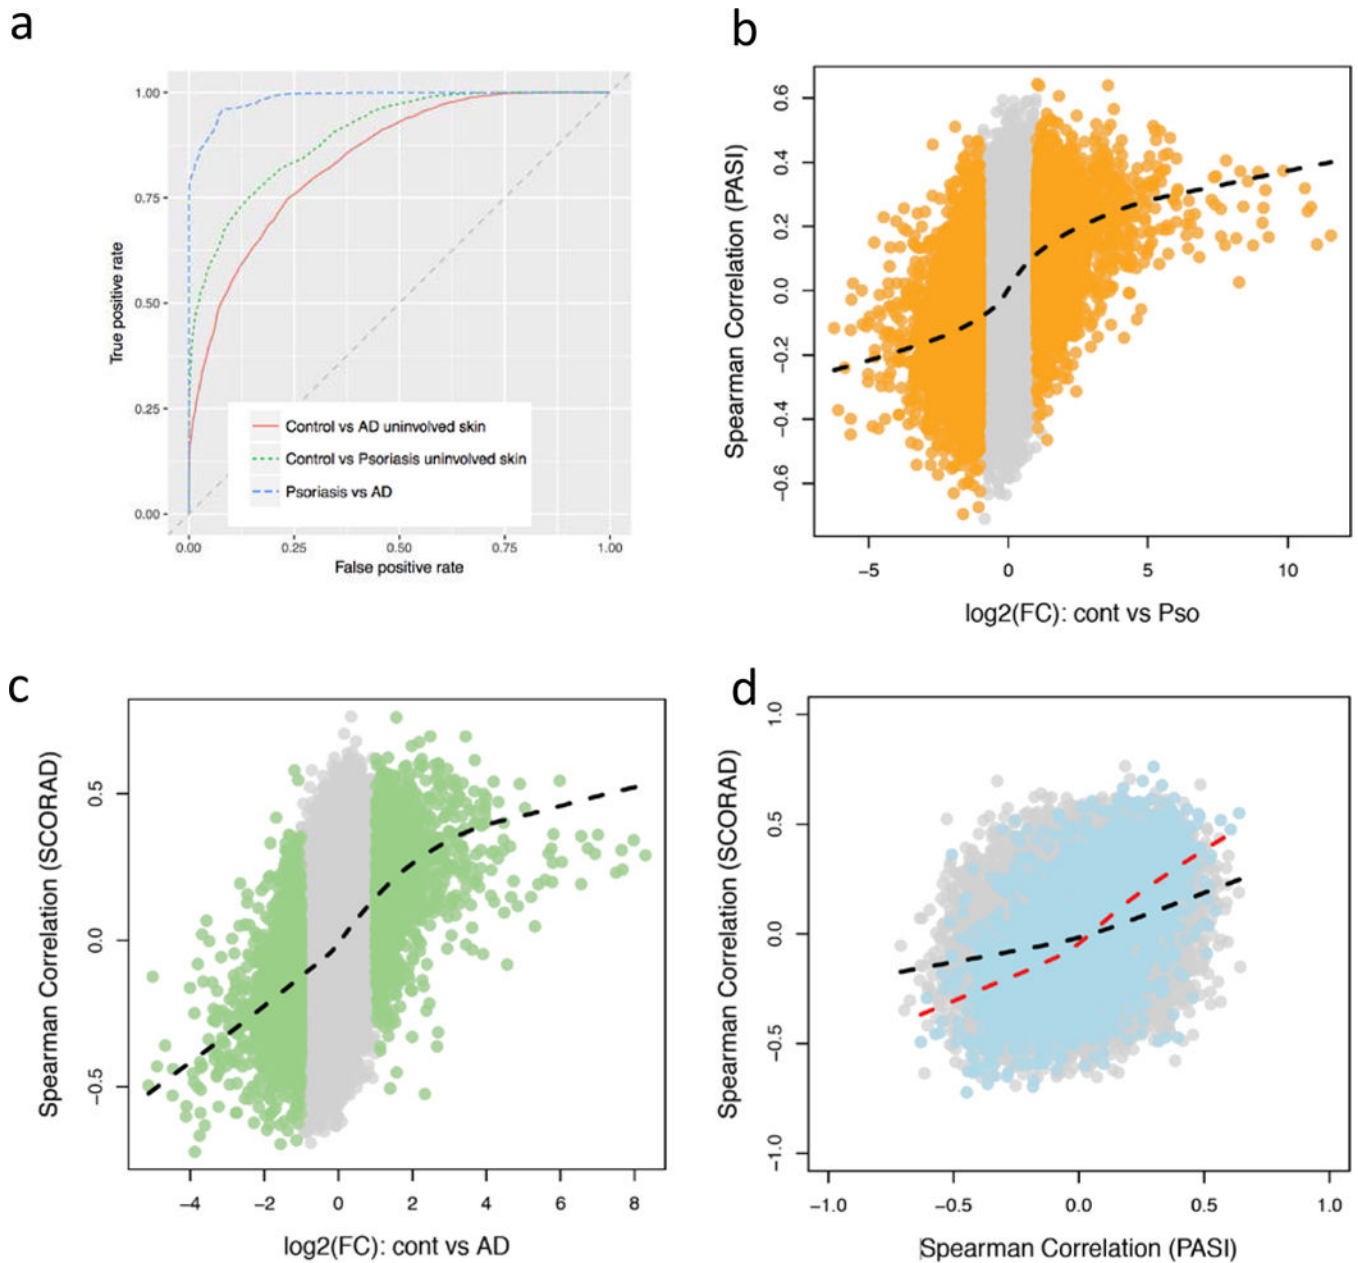 a
True positive rate
1.00
0.75
0.50
0.25
0.00
Control vs AD uninvolved skin
Control vs Psoriasis uninvolved skin
Psoriasis vs AD
0.00 0.25 0.50 0.75 1.00
False positive rate
b
Spearman Correlation (PASI)
0.6
0.4
0.2
0.0
−0.2
−0.4
−0.6
−5 0 5 10
log2(FC): cont vs Pso
c
Spearman Correlation (SCORAD)
0.5
0.0
−0.5
−4 −2 0 2 4 6 8
log2(FC): cont vs AD
d
Spearman Correlation (SCORAD)
1.0
0.5
0.0
−0.5
−1.0
−1.0 −0.5 0.0 0.5 1.0
Spearman Correlation (PASI)